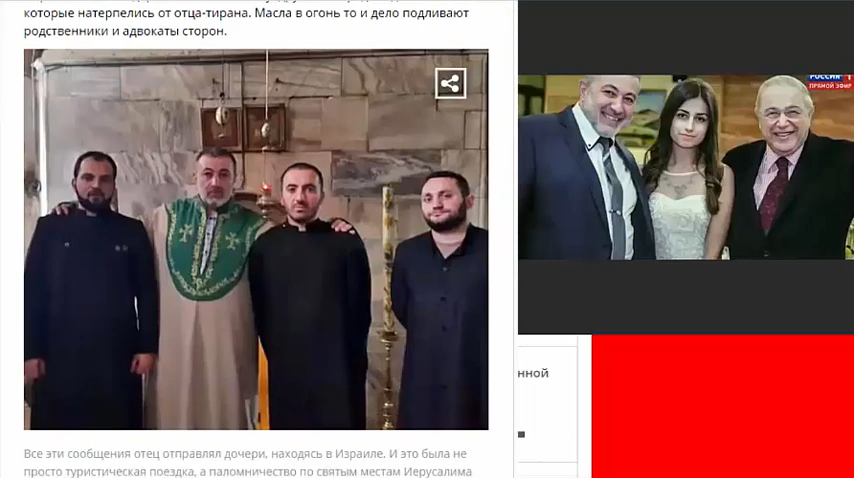 которые натерпелись от отца-тирана. Масла в огонь то и дело подливают
родственники и адвокаты сторон.
РОССИЯ 1
ПРЯМОЙ ЭФИР
нной
Все эти сообщения отец отправлял дочери, находясь в Израиле. И это была не
просто туристическая поездка, а паломничество по святым местам Иерусалима